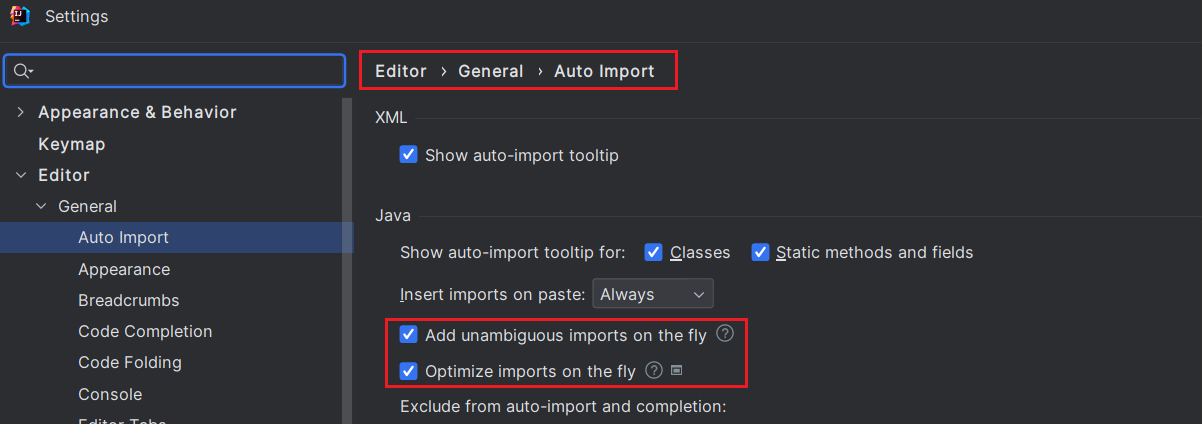 Settings
Editor › General › Auto Import
Appearance & Behavior
Keymap
Editor
General
Auto Import
Appearance
Breadcrumbs
Code Completion
Code Folding
Console
Editor Tabs
XML
Show auto-import tooltip
Java
Show auto-import tooltip for: Classes Static methods and fields
Insert imports on paste: Always
Add unambiguous imports on the fly ?
Optimize imports on the fly ?
Exclude from auto-import and completion: